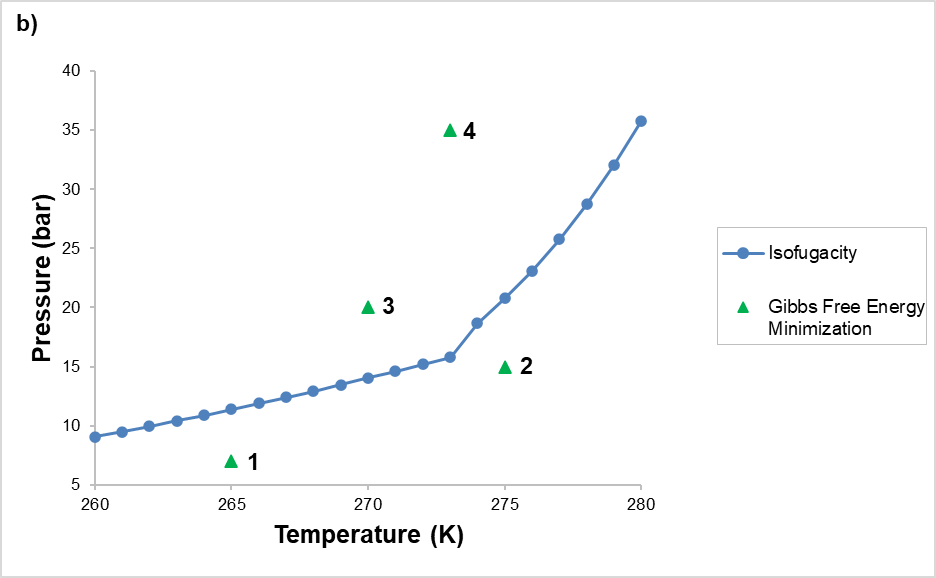 b)
40
35
30
25
20
15
10
5
Pressure (bar)
4
3
2
1
260
265
270
275
280
Temperature (K)
Isofugacity
Gibbs Free Energy
Minimization